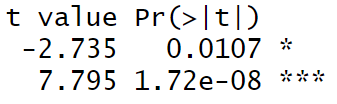 t value Pr(>|t|)
-2.735 0.0107 *
7.795 1.72e-08 ***